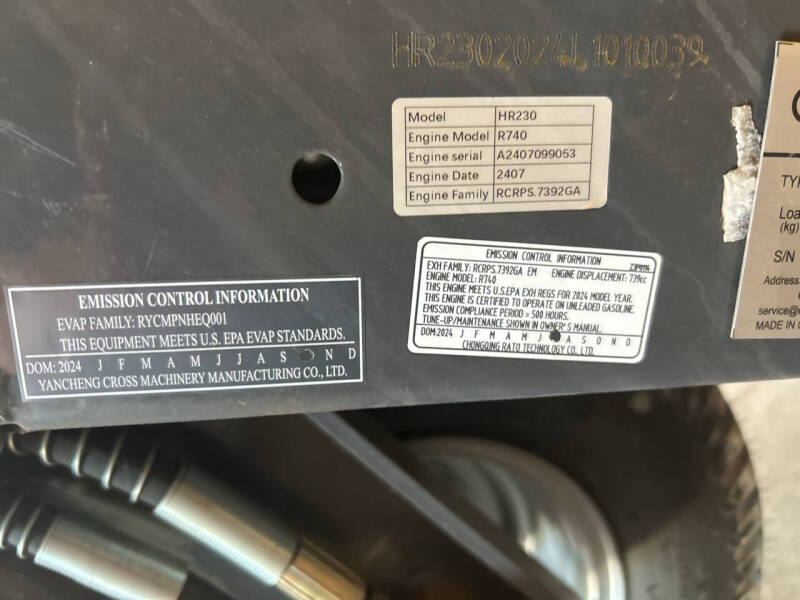 HR2302024L1010039
Model HR230
Engine Model R740
Engine serial A2407099053
Engine Date 2407
Engine Family RCRPS.7392GA
EMISSION CONTROL INFORMATION
EXH FAMILY: RCRPS.7392GA EM ENGINE DISPLACEMENT: 739cc
ENGINE MODEL: R740
THIS ENGINE MEETS U.S.EPA EXH REGS FOR 2024 MODEL YEAR.
THIS ENGINE IS CERTIFIED TO OPERATE ON UNLEADED GASOLINE.
EMISSION COMPLIANCE PERIOD = 500 HOURS.
TUNE-UP/MAINTENANCE SHOWN IN OWNER'S MANUAL.
DOM:2024 J F M A M J J A S O N D
CHONGQING RATO TECHNOLOGY CO., LTD.
EMISSION CONTROL INFORMATION
EVAP FAMILY: RYCMPNHEQ001
THIS EQUIPMENT MEETS U.S. EPA EVAP STANDARDS.
DOM: 2024 J F M A M J J A S O N D
YANCHENG CROSS MACHINERY MANUFACTURING CO., LTD.
Loa
(kg)
S/N
Address:
service@
MADE IN